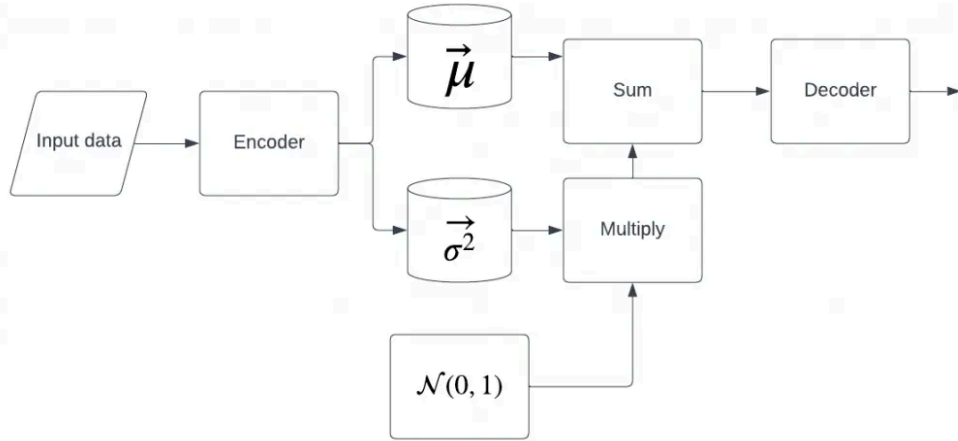 Input data
Encoder
μ⃗
σ⃗²
Sum
Multiply
Decoder
𝒩(0, 1)